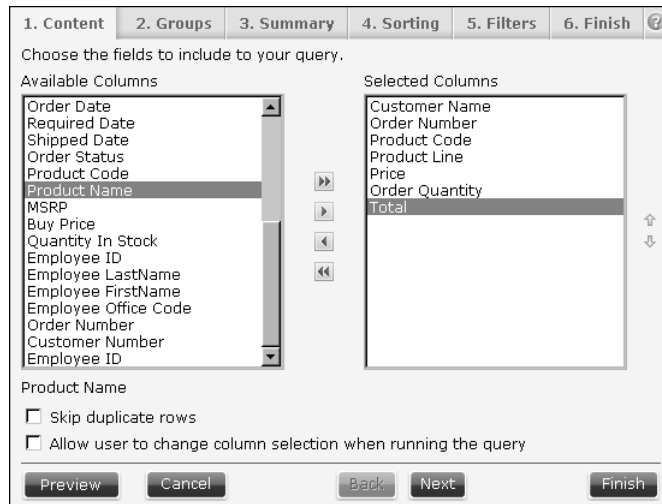 1. Content 2. Groups 3. Summary 4. Sorting 5. Filters 6. Finish ?
Choose the fields to include to your query.
Available Columns
Order Date
Required Date
Shipped Date
Order Status
Product Code
Product Name
MSRP
Buy Price
Quantity In Stock
Employee ID
Employee LastName
Employee FirstName
Employee Office Code
Order Number
Customer Number
Employee ID
Selected Columns
Customer Name
Order Number
Product Code
Product Line
Price
Order Quantity
Total
Product Name
Skip duplicate rows
Allow user to change column selection when running the query
Preview Cancel Back Next Finish